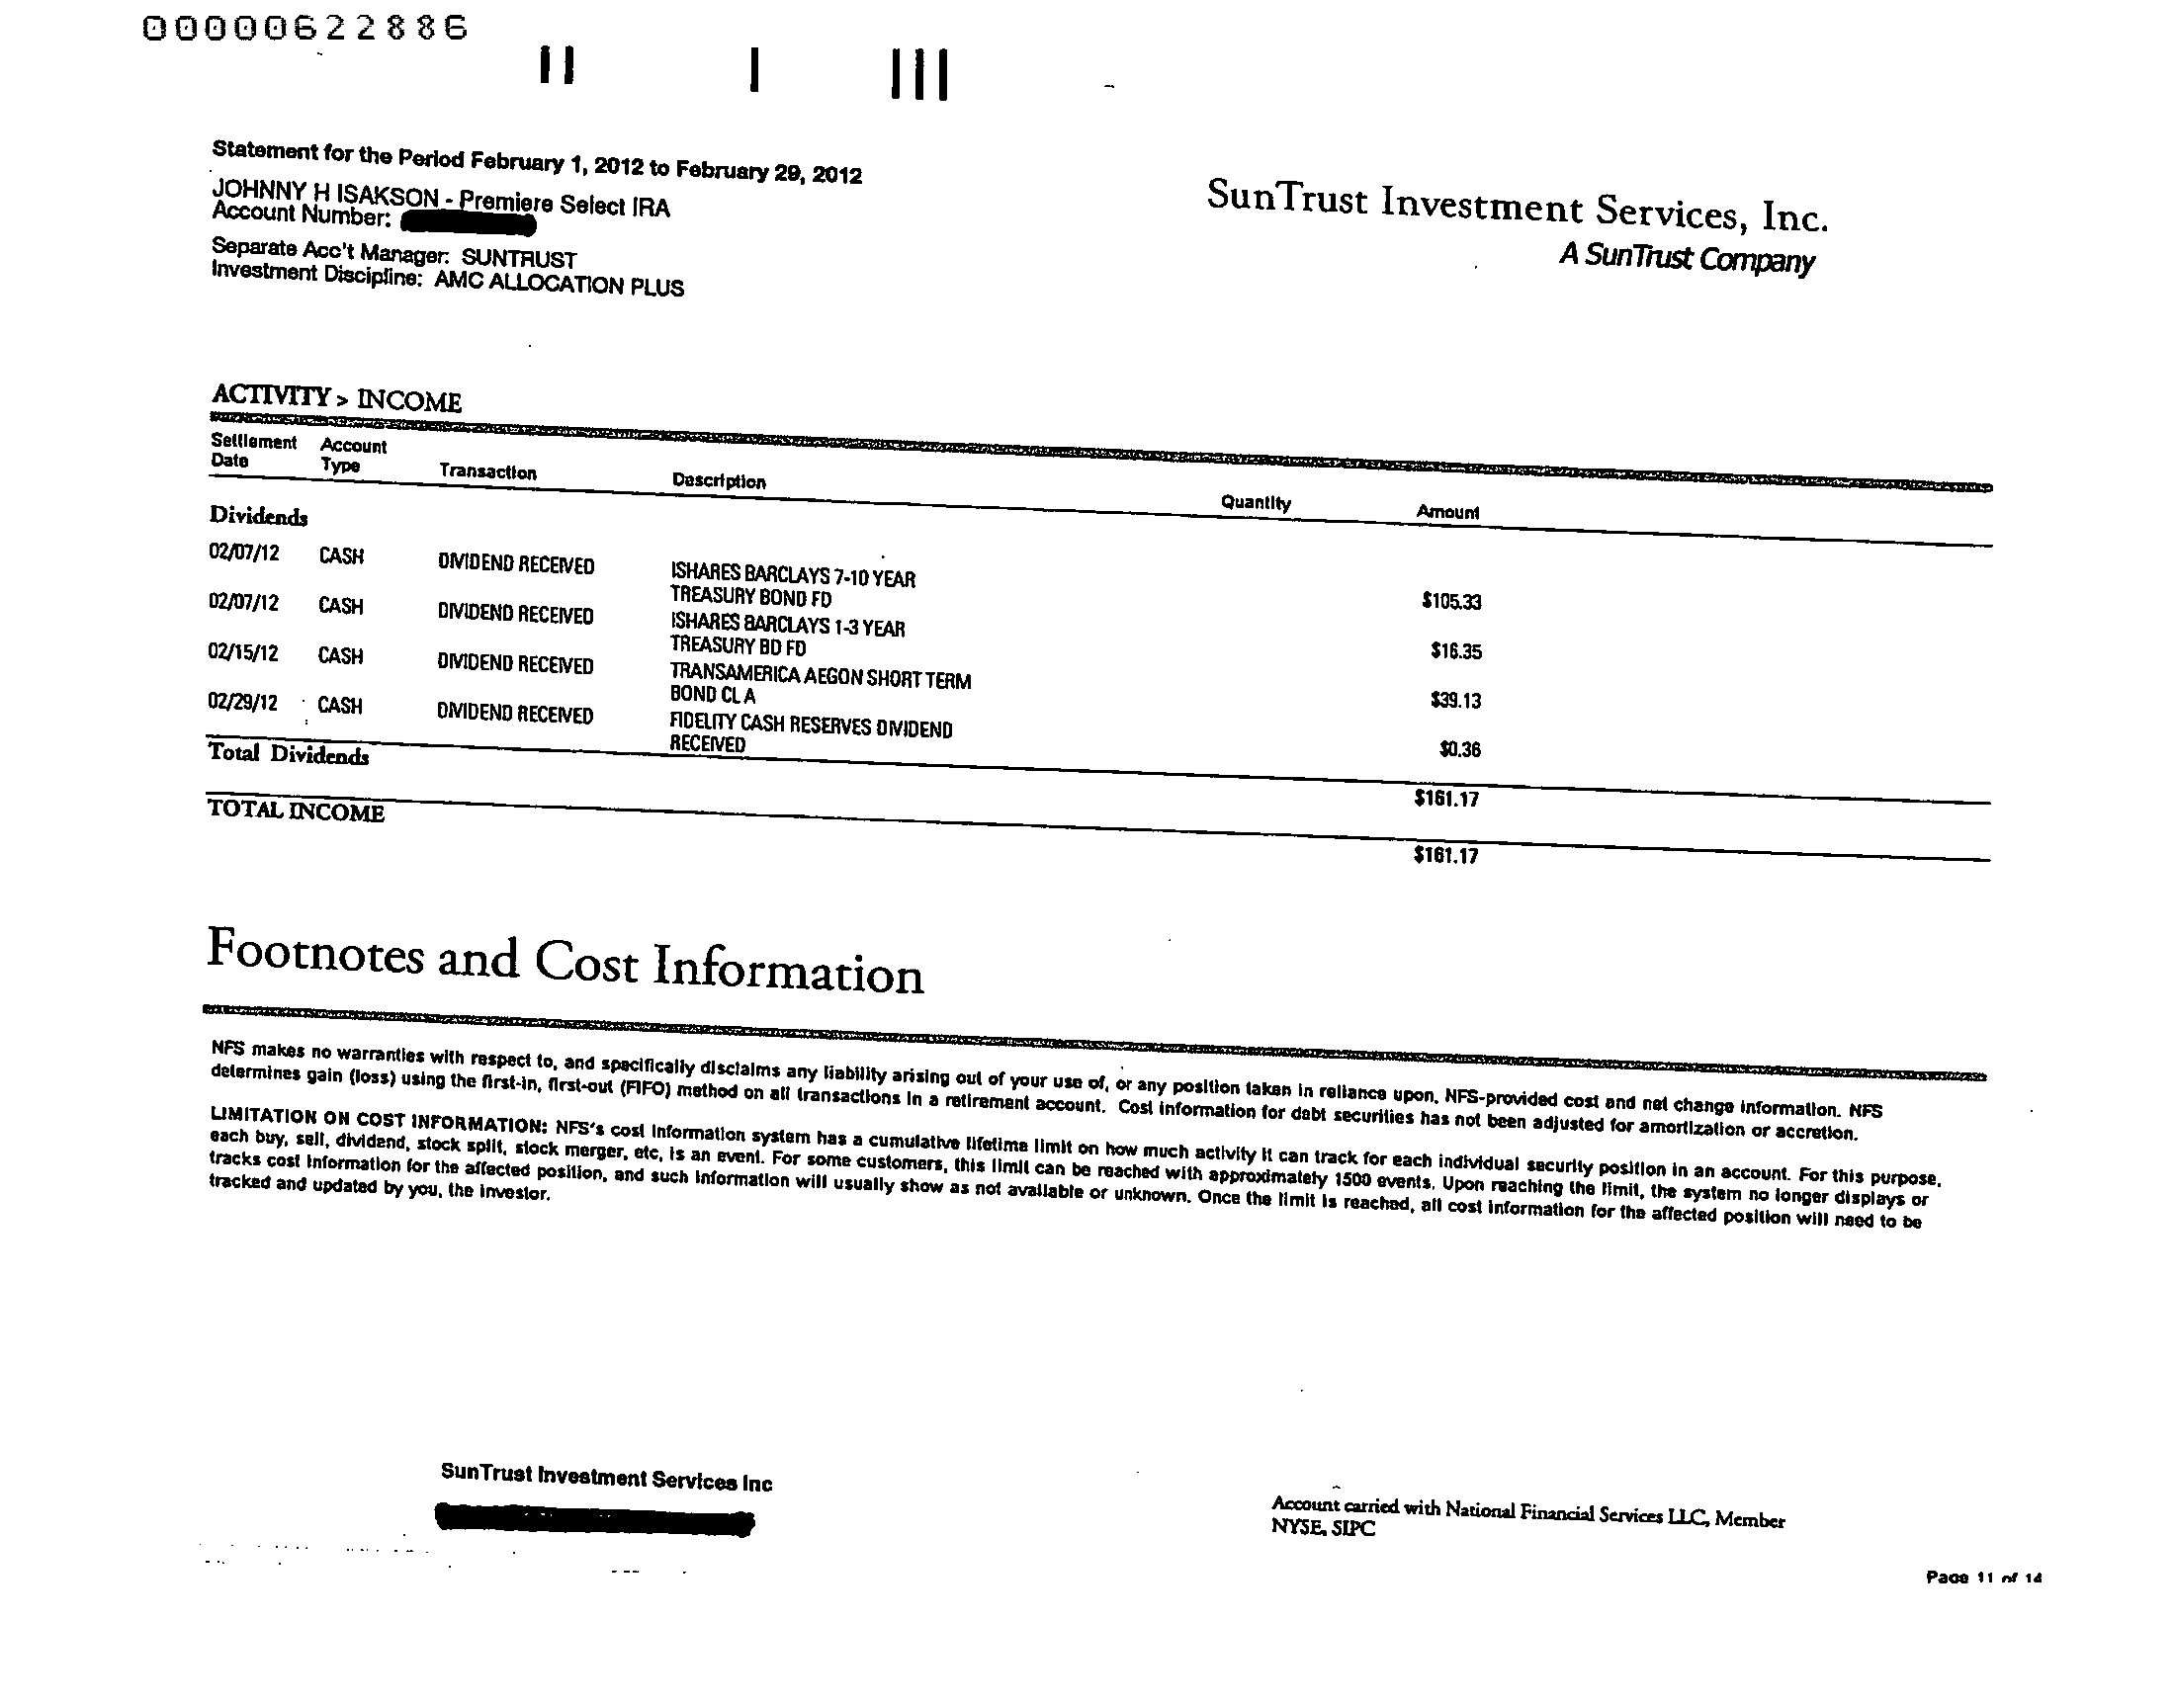 00000622886
Statement for the Period February 1, 2012 to February 29, 2012
JOHNNY H ISAKSON - Premiere Select IRA
Account Number:
Separate Acc't Manager: SUNTRUST
Investment Discipline: AMC ALLOCATION PLUS
SunTrust Investment Services, Inc.
A SunTrust Company
ACTIVITY > INCOME
Settlement Date Account Type Transaction Description Quantity Amount
Dividends
02/07/12 CASH DIVIDEND RECEIVED ISHARES BARCLAYS 7-10 YEAR
TREASURY BOND FD $105.33
02/07/12 CASH DIVIDEND RECEIVED ISHARES BARCLAYS 1-3 YEAR
TREASURY BD FD $16.35
02/15/12 CASH DIVIDEND RECEIVED TRANSAMERICA AEGON SHORT TERM
BOND CL A $39.13
02/29/12 CASH DIVIDEND RECEIVED FIDELITY CASH RESERVES DIVIDEND
RECEIVED $0.36
Total Dividends $161.17
TOTAL INCOME $161.17
Footnotes and Cost Information
NFS makes no warranties with respect to, and specifically disclaims any liability arising out of your use of, or any position taken in reliance upon, NFS-provided cost and net change information. NFS
determines gain (loss) using the first-in, first-out (FIFO) method on all transactions in a retirement account. Cost information for debt securities has not been adjusted for amortization or accretion.
LIMITATION ON COST INFORMATION: NFS's cost information system has a cumulative lifetime limit on how much activity it can track for each individual security position in an account. For this purpose,
each buy, sell, dividend, stock split, stock merger, etc, is an event. For some customers, this limit can be reached with approximately 1500 events. Upon reaching the limit, the system no longer displays or
tracks cost information for the affected position, and such information will usually show as not available or unknown. Once the limit is reached, all cost information for the affected position will need to be
tracked and updated by you, the investor.
SunTrust Investment Services Inc
Account carried with National Financial Services LLC, Member
NYSE, SIPC
Page 11 of 14